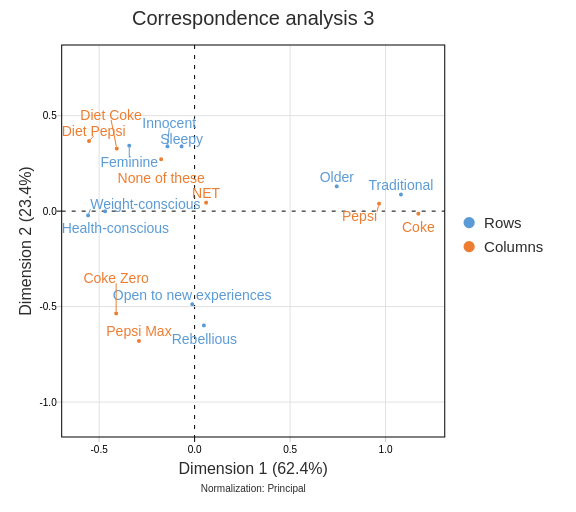 Correspondence analysis 3
Dimension 2 (23.4%)
0.5
0.0
-0.5
-1.0
Diet Coke
Innocent
Diet Pepsi
Sleepy
Feminine
None of these
Older
Traditional
NET
Weight-conscious
Pepsi
Health-conscious
Coke
Rows
Columns
Coke Zero
Open to new experiences
Pepsi Max
Rebellious
-0.5
0.0
0.5
1.0
Dimension 1 (62.4%)
Normalization: Principal